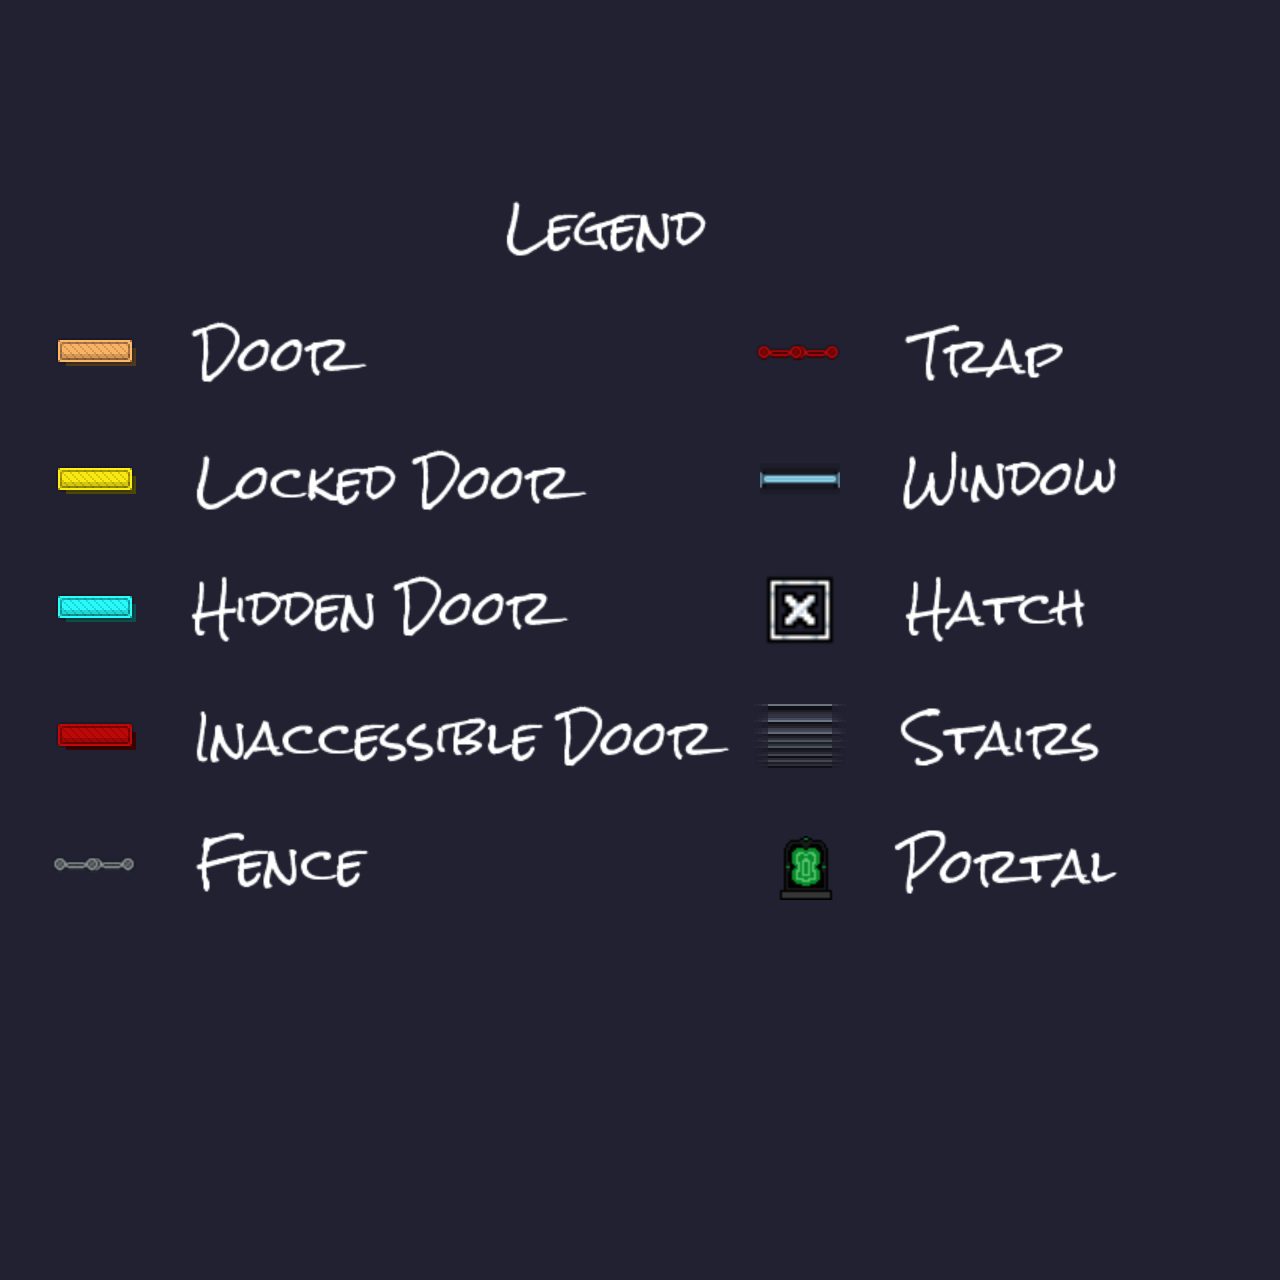 Legend
Door
Locked Door
Hidden Door
Inaccessible Door
Fence
Trap
Window
Hatch
Stairs
Portal